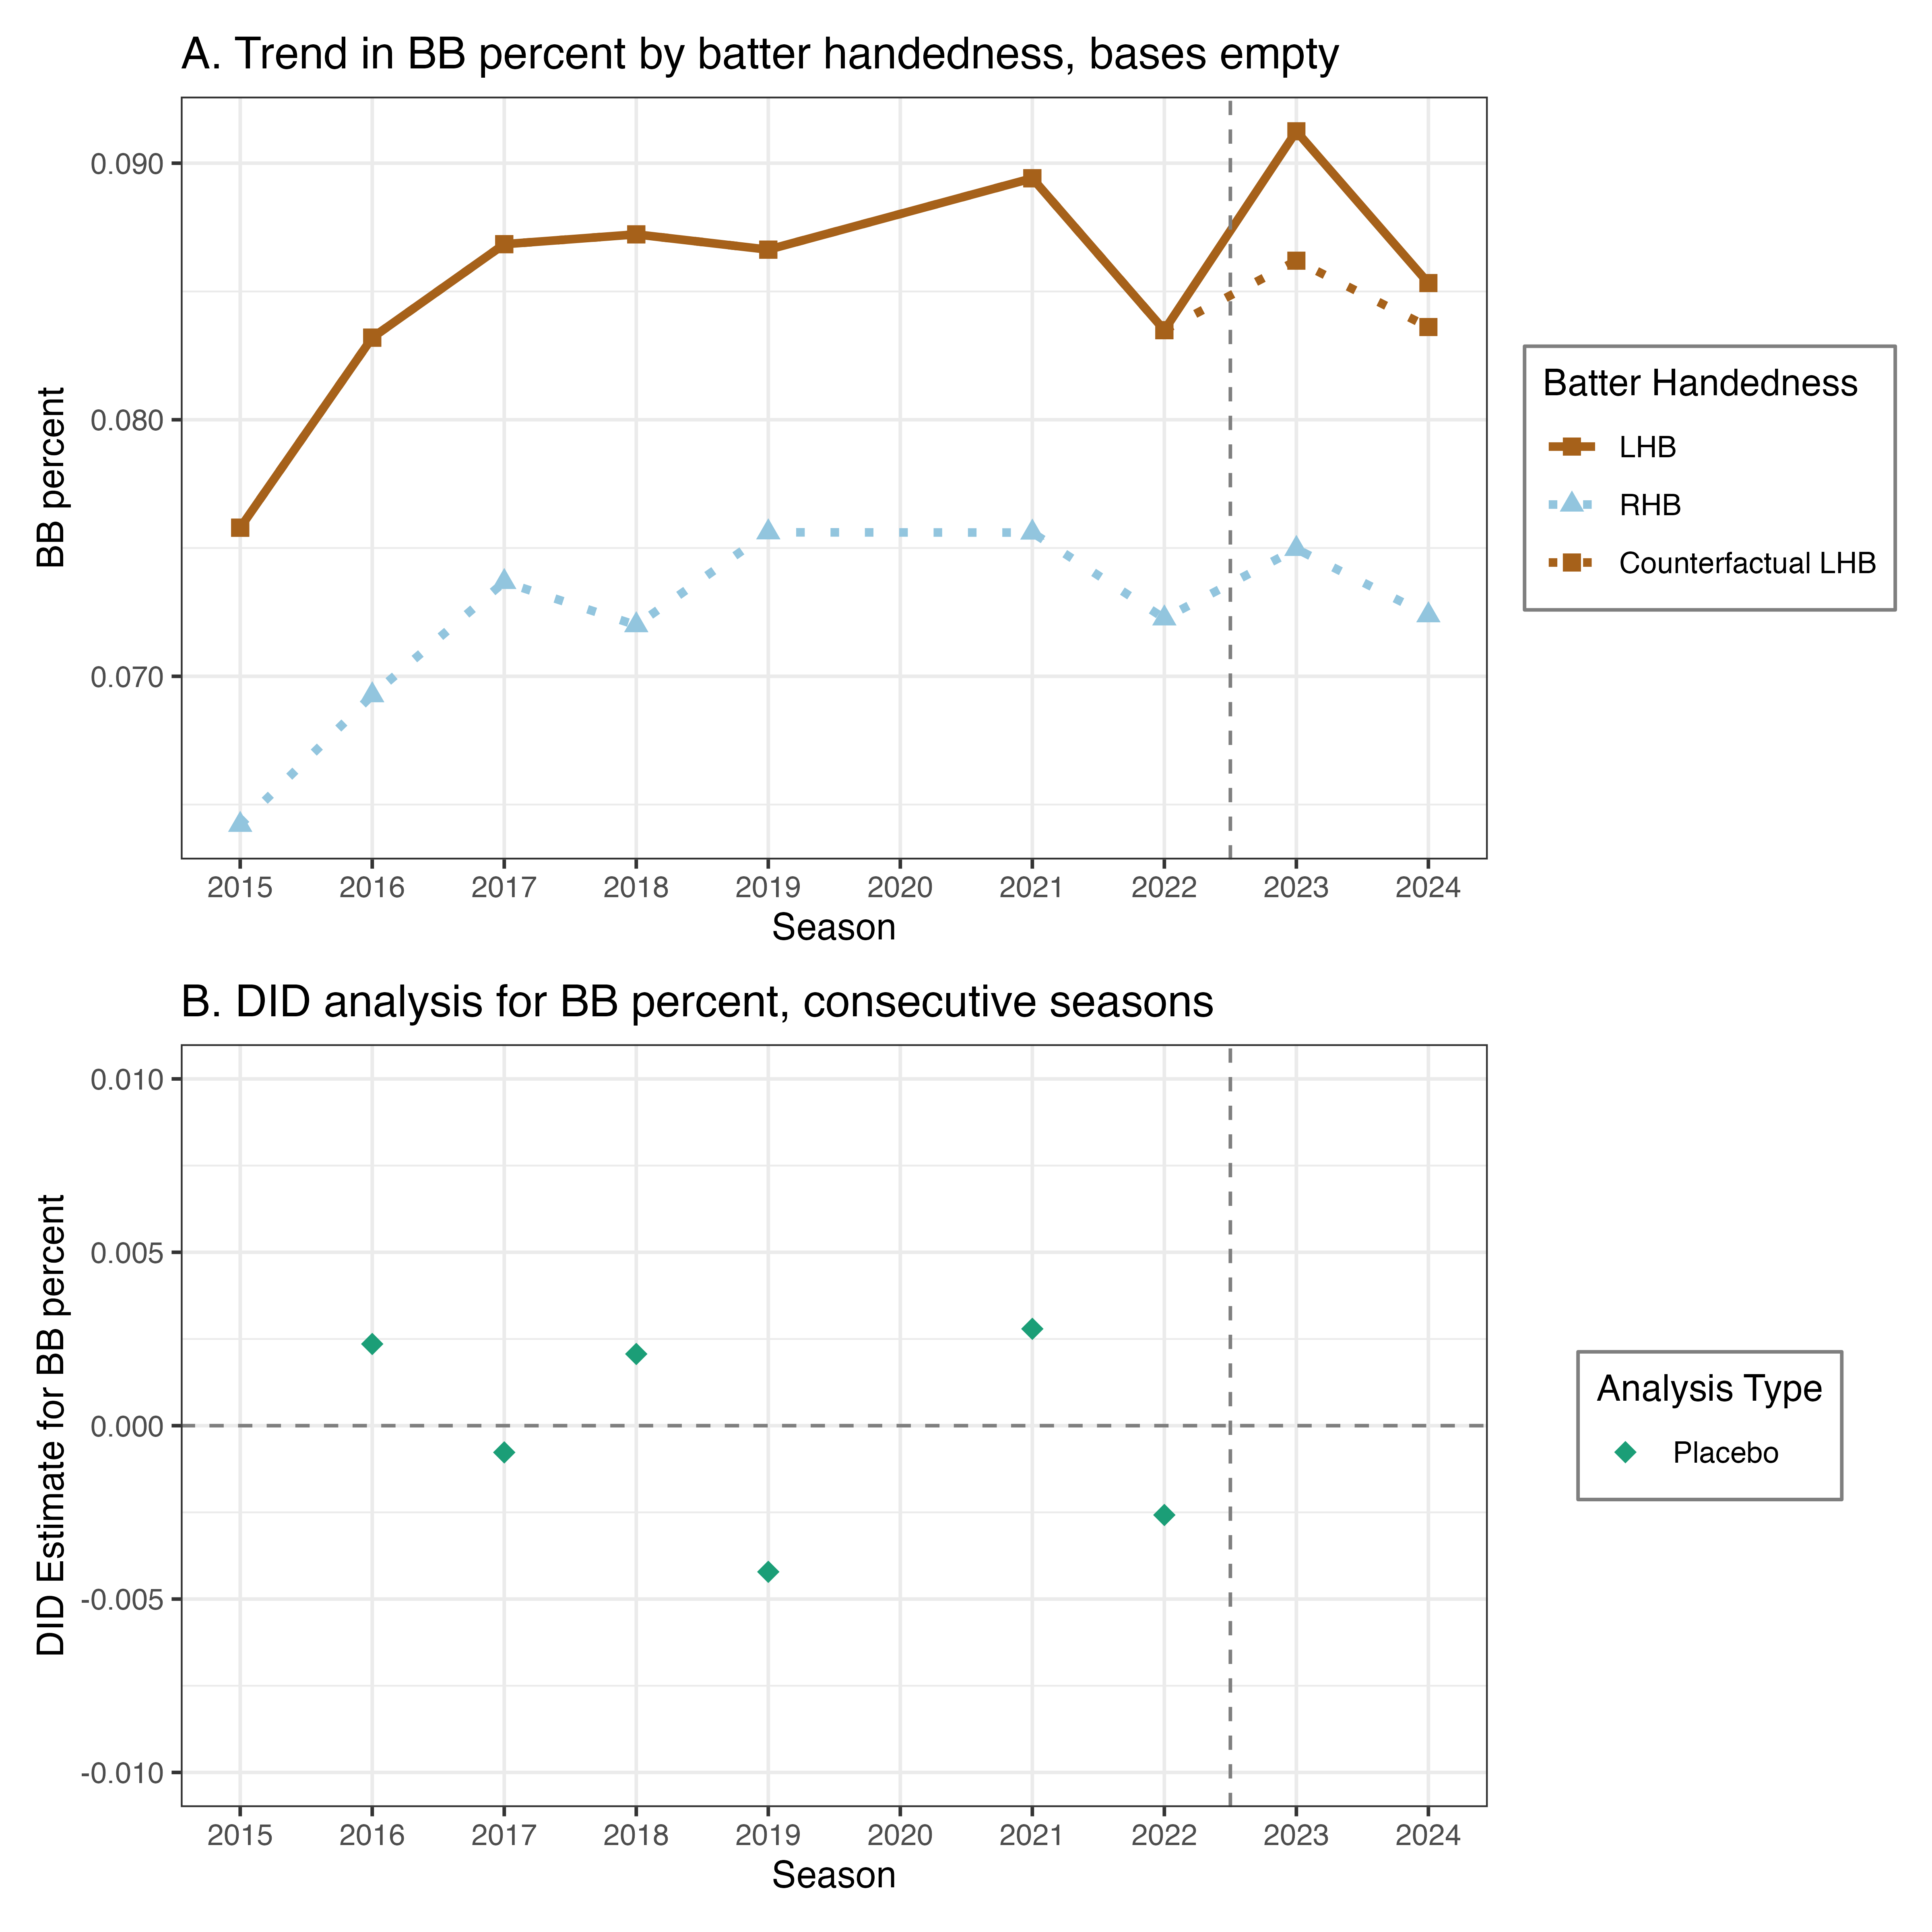 A. Trend in BB percent by batter handedness, bases empty
BB percent
0.090
0.080
0.070
2015 2016 2017 2018 2019 2020 2021 2022 2023 2024
Season
Batter Handedness
LHB
RHB
Counterfactual LHB
B. DID analysis for BB percent, consecutive seasons
DID Estimate for BB percent
0.010
0.005
0.000
-0.005
-0.010
2015 2016 2017 2018 2019 2020 2021 2022 2023 2024
Season
Analysis Type
Placebo